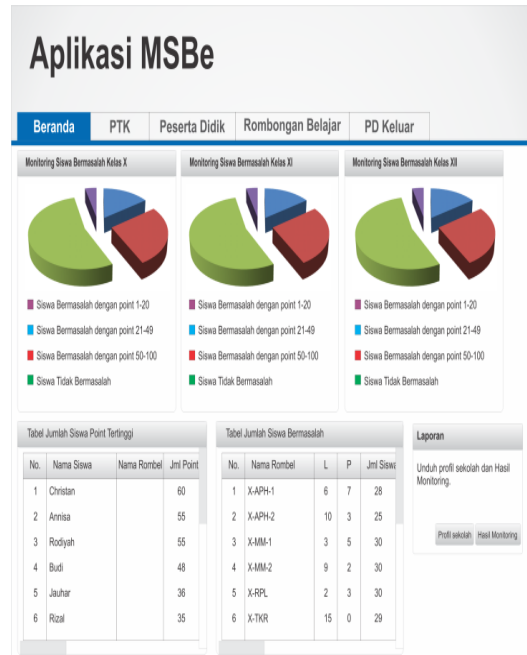 Aplikasi MSBe
Beranda PTK Peserta Didik Rombongan Belajar PD Keluar
Monitoring Siswa Bermasalah Kelas X
Siswa Bermasalah dengan point 1-20
Siswa Bermasalah dengan point 21-49
Siswa Bermasalah dengan point 50-100
Siswa Tidak Bermasalah
Monitoring Siswa Bermasalah Kelas XI
Siswa Bermasalah dengan point 1-20
Siswa Bermasalah dengan point 21-49
Siswa Bermasalah dengan point 50-100
Siswa Tidak Bermasalah
Monitoring Siswa Bermasalah Kelas XII
Siswa Bermasalah dengan point 1-20
Siswa Bermasalah dengan point 21-49
Siswa Bermasalah dengan point 50-100
Siswa Tidak Bermasalah
Tabel Jumlah Siswa Point Tertinggi
No. Nama Siswa Nama Rombel Jml Point
1 Christan 60
2 Annisa 55
3 Rodiyah 55
4 Budi 48
5 Jauhar 36
6 Rizal 35
Tabel Jumlah Siswa Bermasalah
No. Nama Rombel L P Jml Siswa
1 X-APH-1 6 7 28
2 X-APH-2 10 3 25
3 X-MM-1 3 5 30
4 X-MM-2 9 2 30
5 X-RPL 2 3 30
6 X-TKR 15 0 29
Laporan
Unduh profil sekolah dan Hasil
Monitoring.
Profil sekolah Hasil Monitoring